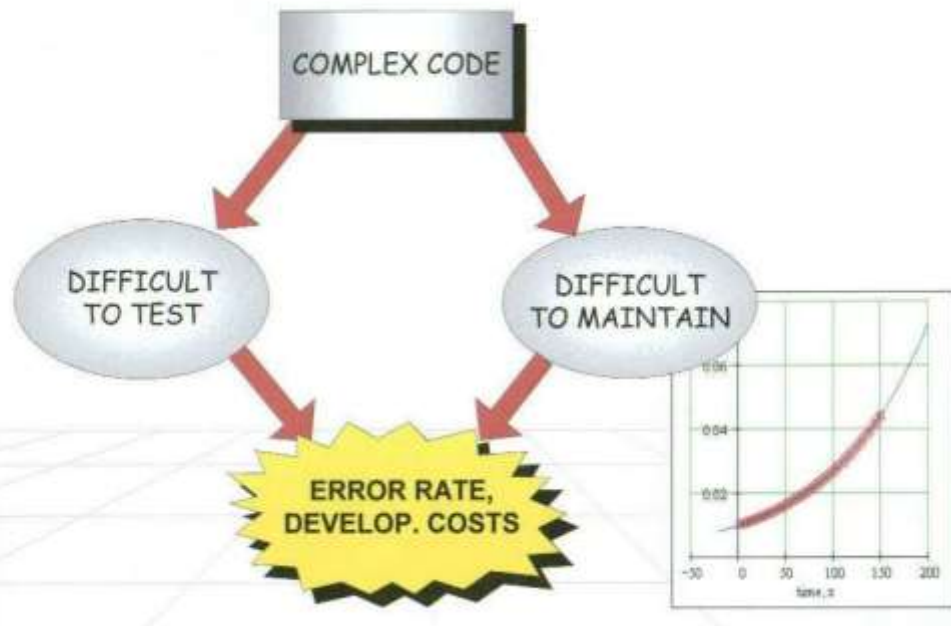 COMPLEX CODE
DIFFICULT
TO TEST
DIFFICULT
TO MAINTAIN
ERROR RATE,
DEVELOP. COSTS
0.06
0.04
0.02
-50 0 50 100 150 200
time,s